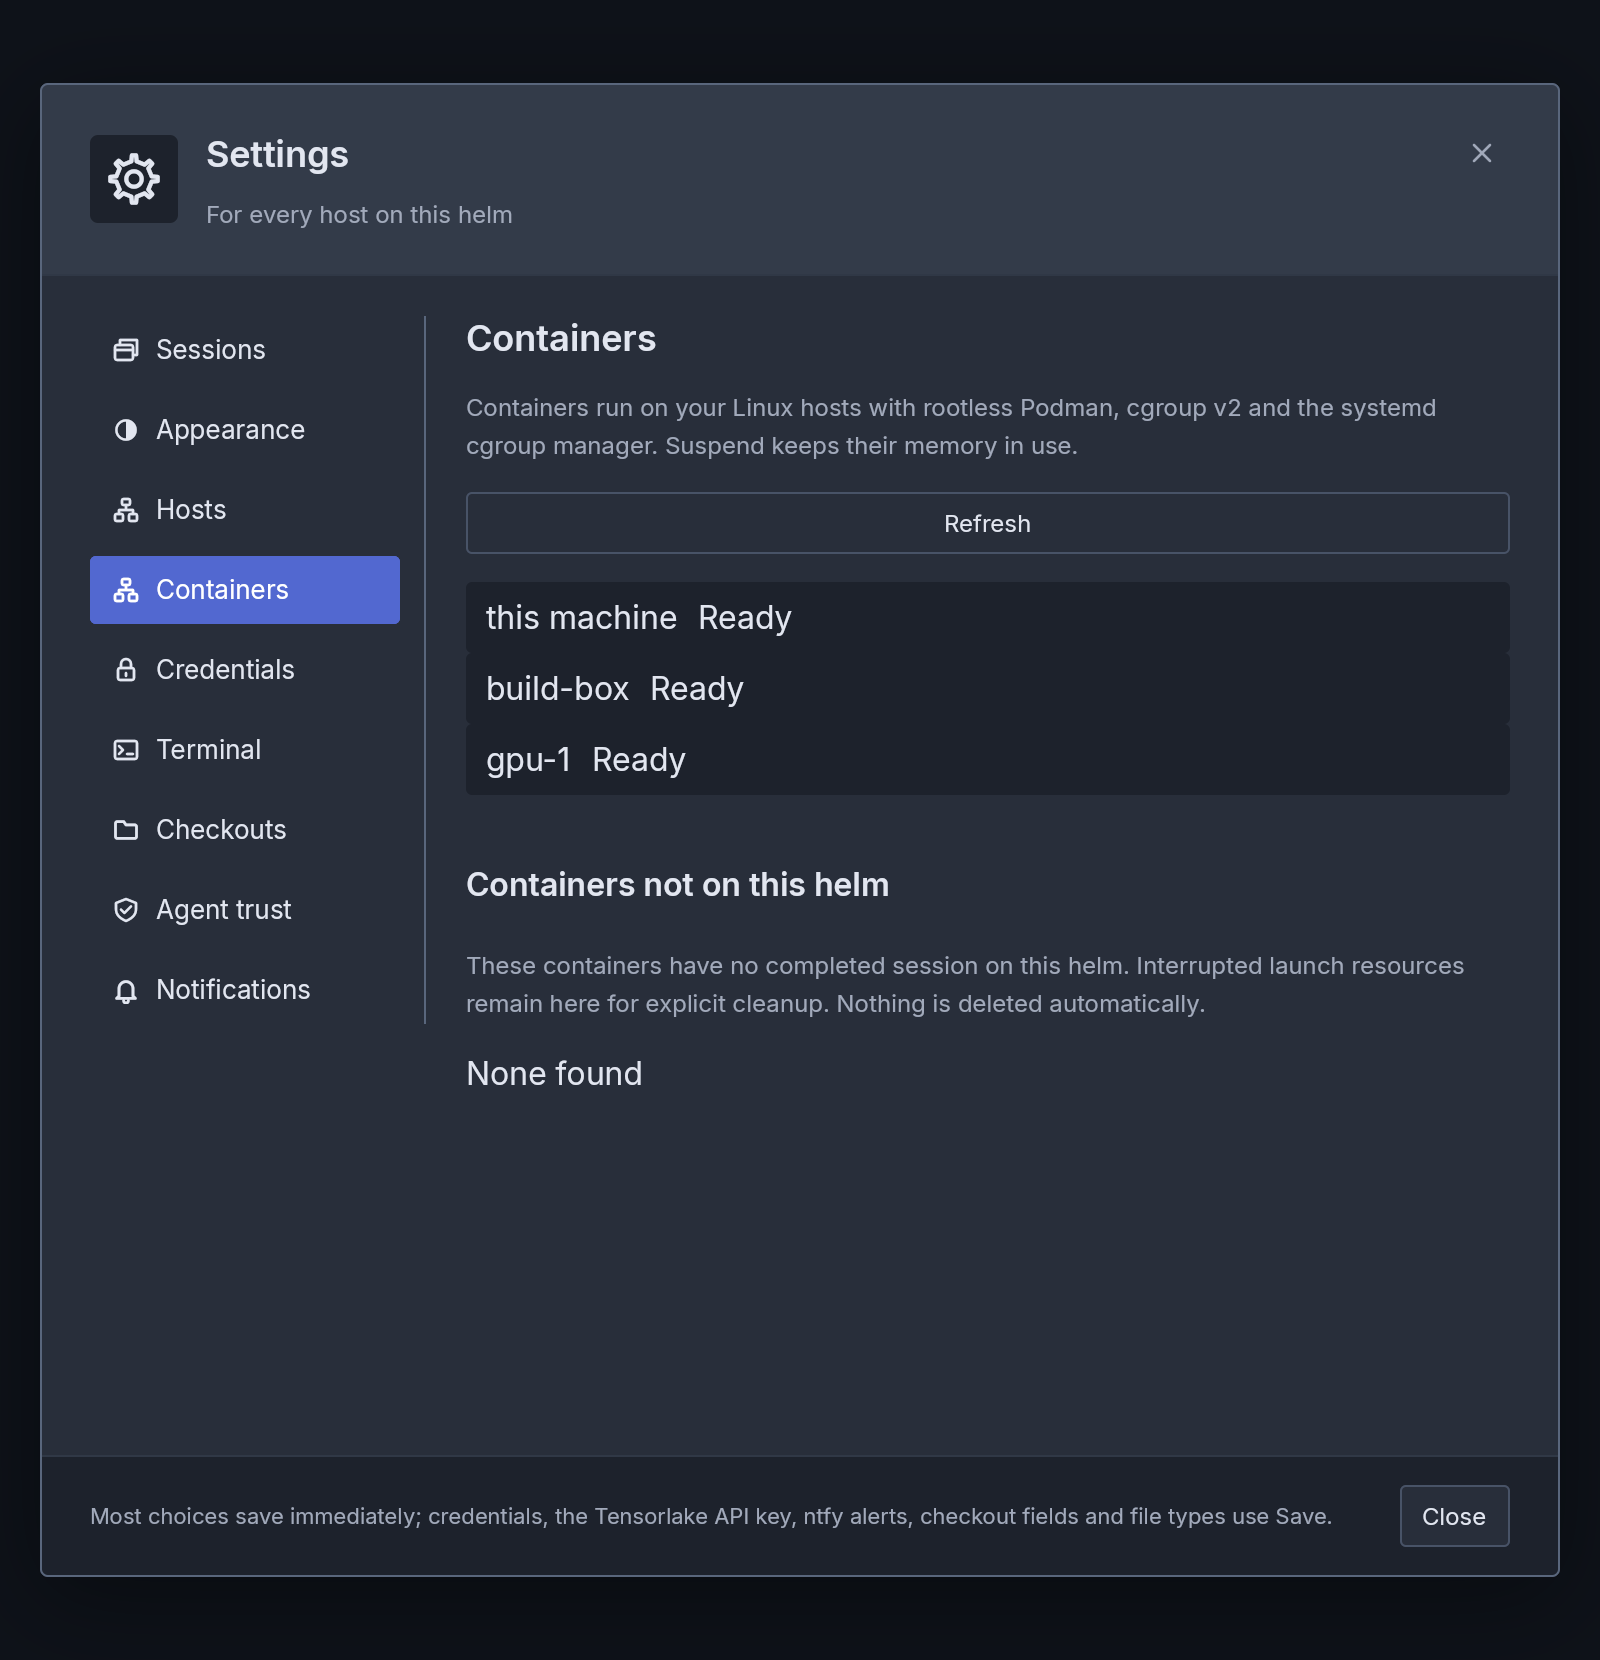 Settings
For every host on this helm
Sessions
Appearance
Hosts
Containers
Credentials
Terminal
Checkouts
Agent trust
Notifications
Containers
Containers run on your Linux hosts with rootless Podman, cgroup v2 and the systemd
cgroup manager. Suspend keeps their memory in use.
Refresh
this machine Ready
build-box Ready
gpu-1 Ready
Containers not on this helm
These containers have no completed session on this helm. Interrupted launch resources
remain here for explicit cleanup. Nothing is deleted automatically.
None found
Most choices save immediately; credentials, the Tensorlake API key, ntfy alerts, checkout fields and file types use Save.
Close